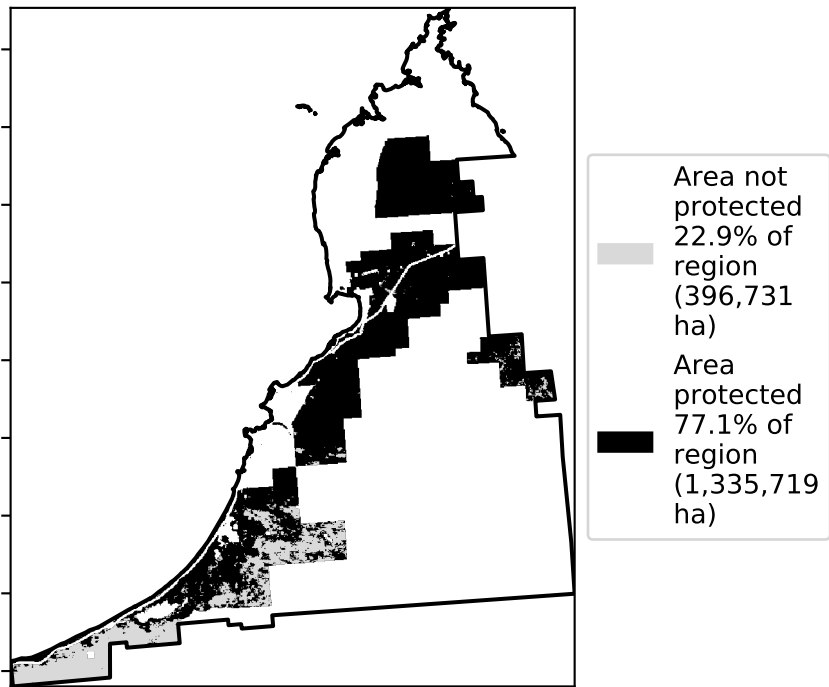 Area not
protected
22.9% of
region
(396,731
ha)
Area
protected
77.1% of
region
(1,335,719
ha)